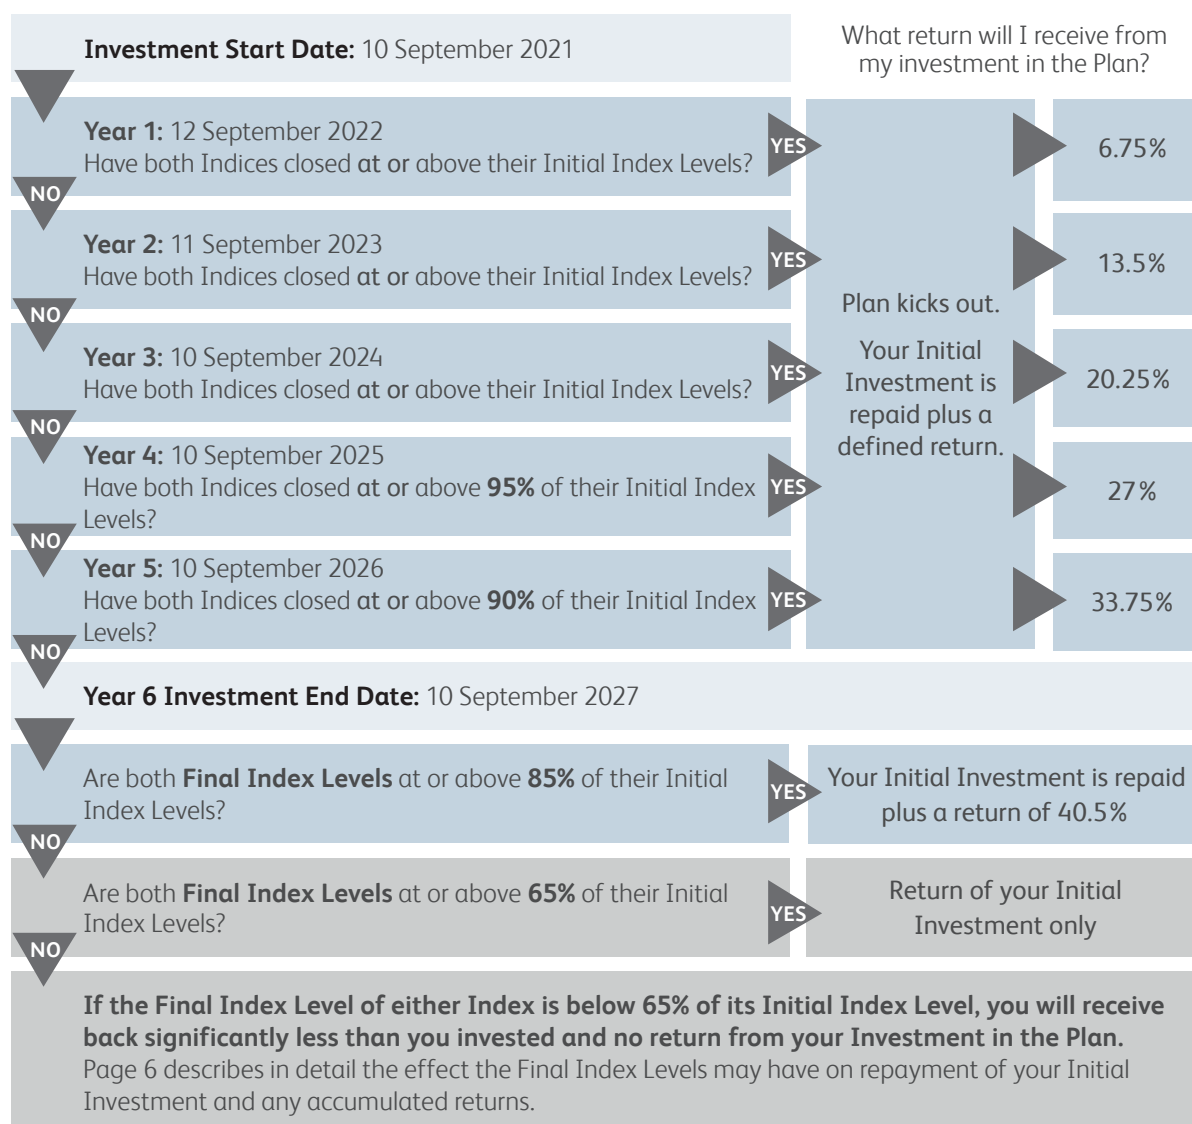 Investment Start Date: 10 September 2021
What return will I receive from
my investment in the Plan?
Year 1: 12 September 2022
Have both Indices closed at or above their Initial Index Levels?
YES
6.75%
NO
Year 2: 11 September 2023
Have both Indices closed at or above their Initial Index Levels?
YES
13.5%
NO
Year 3: 10 September 2024
Have both Indices closed at or above their Initial Index Levels?
YES
20.25%
NO
Year 4: 10 September 2025
Have both Indices closed at or above 95% of their Initial Index
Levels?
YES
27%
NO
Year 5: 10 September 2026
Have both Indices closed at or above 90% of their Initial Index
Levels?
YES
33.75%
Plan kicks out.
Your Initial
Investment is
repaid plus a
defined return.
NO
Year 6 Investment End Date: 10 September 2027
Are both Final Index Levels at or above 85% of their Initial
Index Levels?
YES
Your Initial Investment is repaid
plus a return of 40.5%
NO
Are both Final Index Levels at or above 65% of their Initial
Index Levels?
YES
Return of your Initial
Investment only
NO
If the Final Index Level of either Index is below 65% of its Initial Index Level, you will receive
back significantly less than you invested and no return from your Investment in the Plan.
Page 6 describes in detail the effect the Final Index Levels may have on repayment of your Initial
Investment and any accumulated returns.